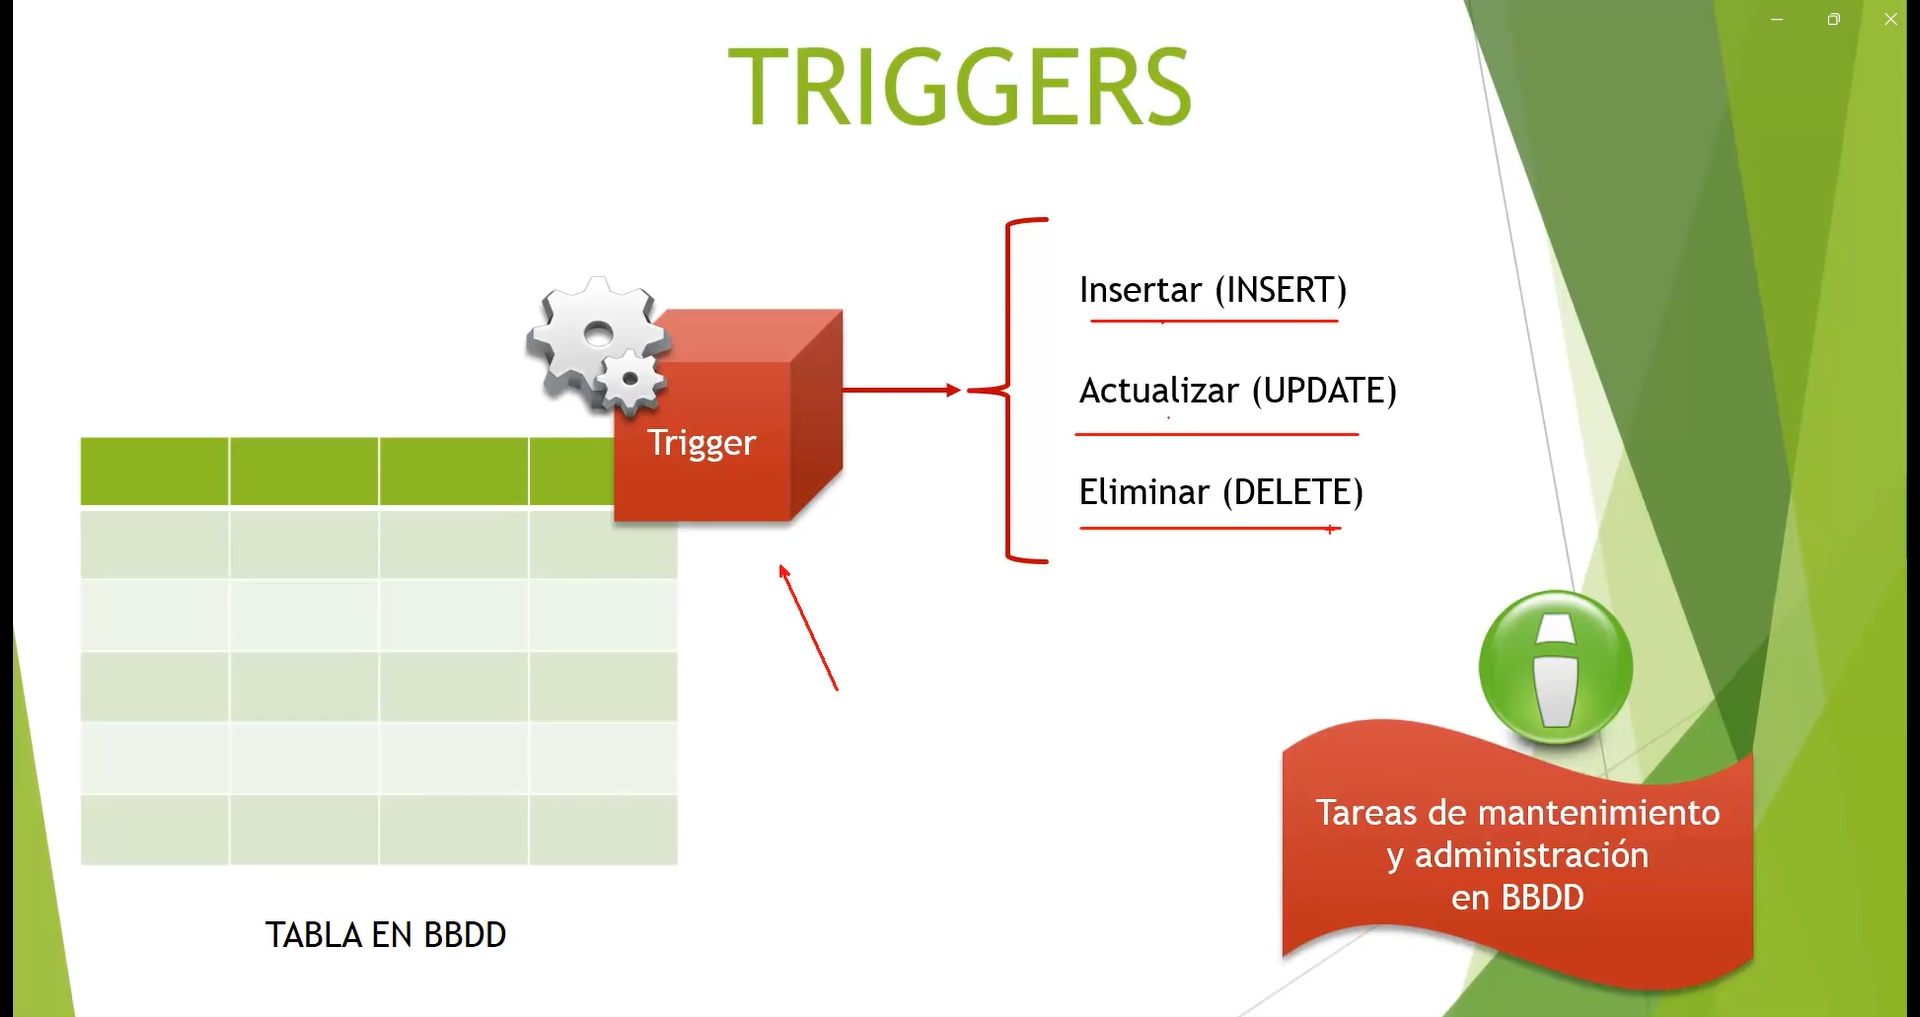 TRIGGERS
Insertar (INSERT)
Actualizar (UPDATE)
Trigger
Eliminar (DELETE)
Tareas de mantenimiento
y administración
en BBDD
TABLA EN BBDD